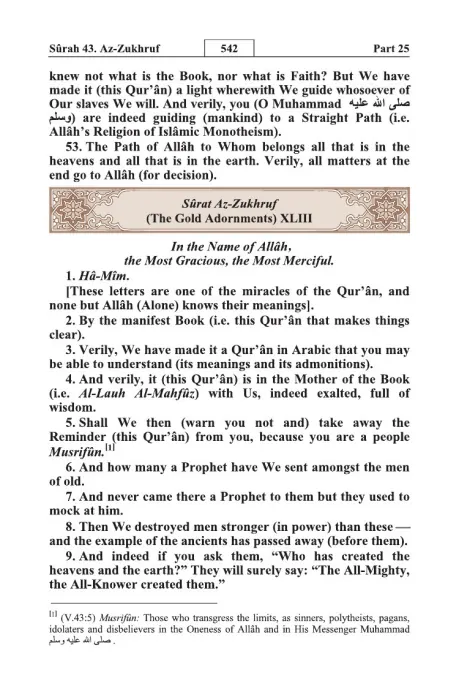 Sûrah 43. Az-Zukhruf 542 Part 25
knew not what is the Book, nor what is Faith? But We have
made it (this Qur’ân) a light wherewith We guide whosoever of
Our slaves We will. And verily, you (O Muhammad صلى الله عليه
وسلم) are indeed guiding (mankind) to a Straight Path (i.e.
Allâh’s Religion of Islâmic Monotheism).
53. The Path of Allâh to Whom belongs all that is in the
heavens and all that is in the earth. Verily, all matters at the
end go to Allâh (for decision).
Sûrat Az-Zukhruf
(The Gold Adornments) XLIII
In the Name of Allâh,
the Most Gracious, the Most Merciful.
1. Hâ-Mîm.
[These letters are one of the miracles of the Qur’ân, and
none but Allâh (Alone) knows their meanings].
2. By the manifest Book (i.e. this Qur’ân that makes things
clear).
3. Verily, We have made it a Qur’ân in Arabic that you may
be able to understand (its meanings and its admonitions).
4. And verily, it (this Qur’ân) is in the Mother of the Book
(i.e. Al-Lauh Al-Mahfûz) with Us, indeed exalted, full of
wisdom.
5. Shall We then (warn you not and) take away the
Reminder (this Qur’ân) from you, because you are a people
Musrifûn.[1]
6. And how many a Prophet have We sent amongst the men
of old.
7. And never came there a Prophet to them but they used to
mock at him.
8. Then We destroyed men stronger (in power) than these —
and the example of the ancients has passed away (before them).
9. And indeed if you ask them, “Who has created the
heavens and the earth?” They will surely say: “The All-Mighty,
the All-Knower created them.”
[1] (V.43:5) Musrifûn: Those who transgress the limits, as sinners, polytheists, pagans,
idolaters and disbelievers in the Oneness of Allâh and in His Messenger Muhammad
صلى الله عليه وسلم .